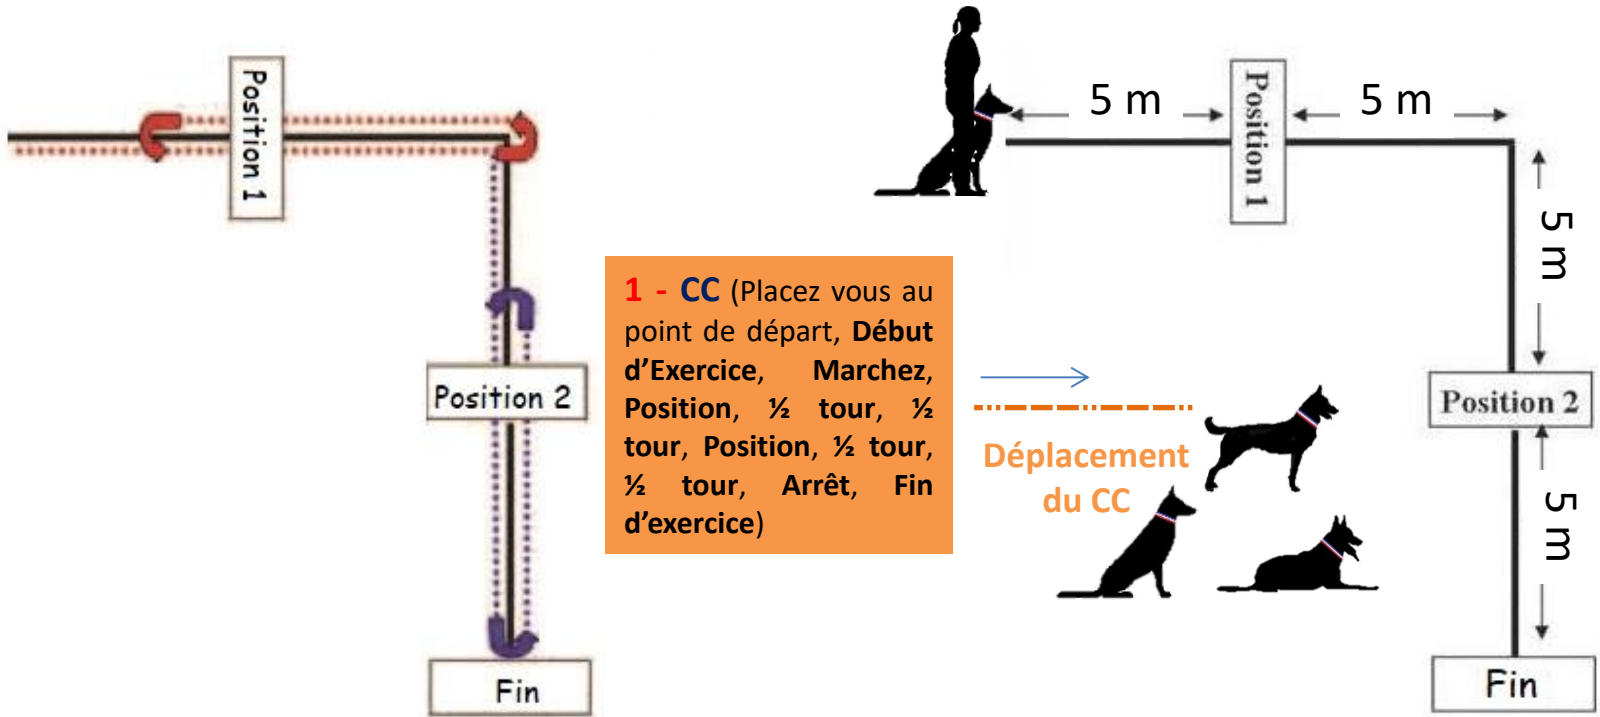 Position 1
Position 2
Fin
1 - CC (Placez vous au
point de départ, Début
d’Exercice, Marchez,
Position, ½ tour, ½
tour, Position, ½ tour,
½ tour, Arrêt, Fin
d’exercice)
5 m
Position 1
5 m
5 m
Déplacement
du CC
Position 2
5 m
Fin